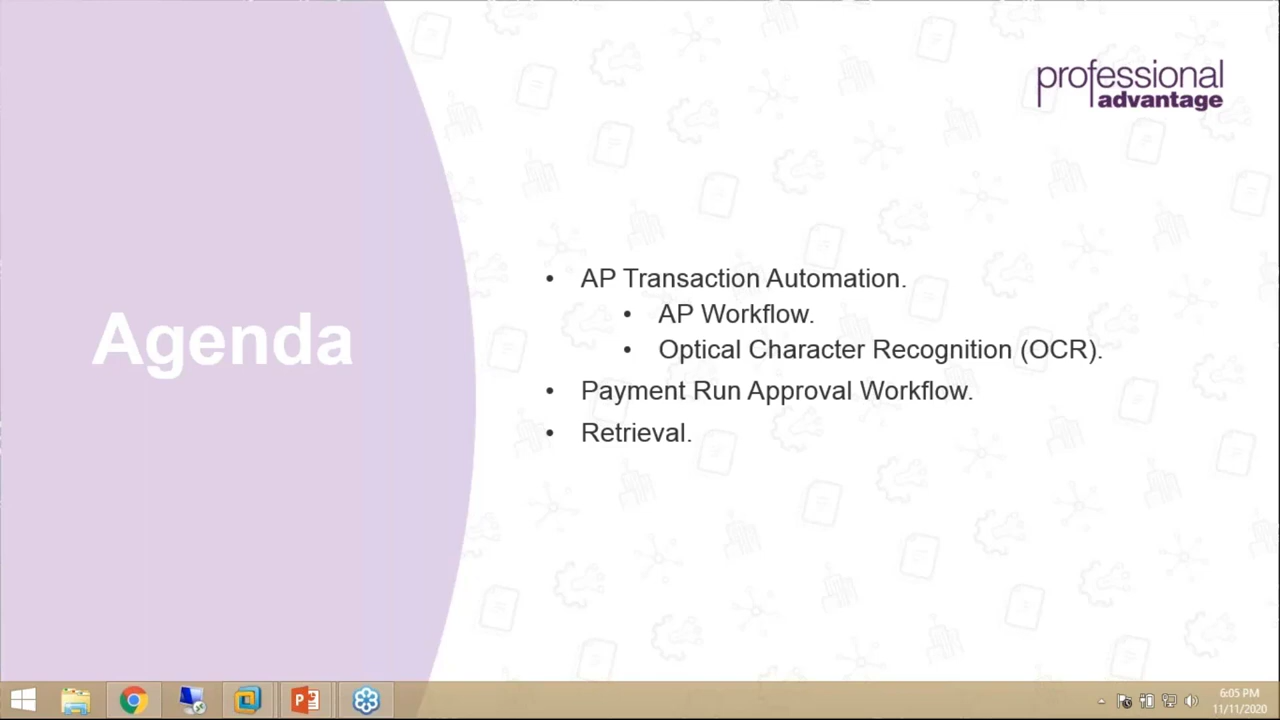 professional
advantage
Agenda
• AP Transaction Automation.
• AP Workflow.
• Optical Character Recognition (OCR).
• Payment Run Approval Workflow.
• Retrieval.
6:05 PM
11/11/2020